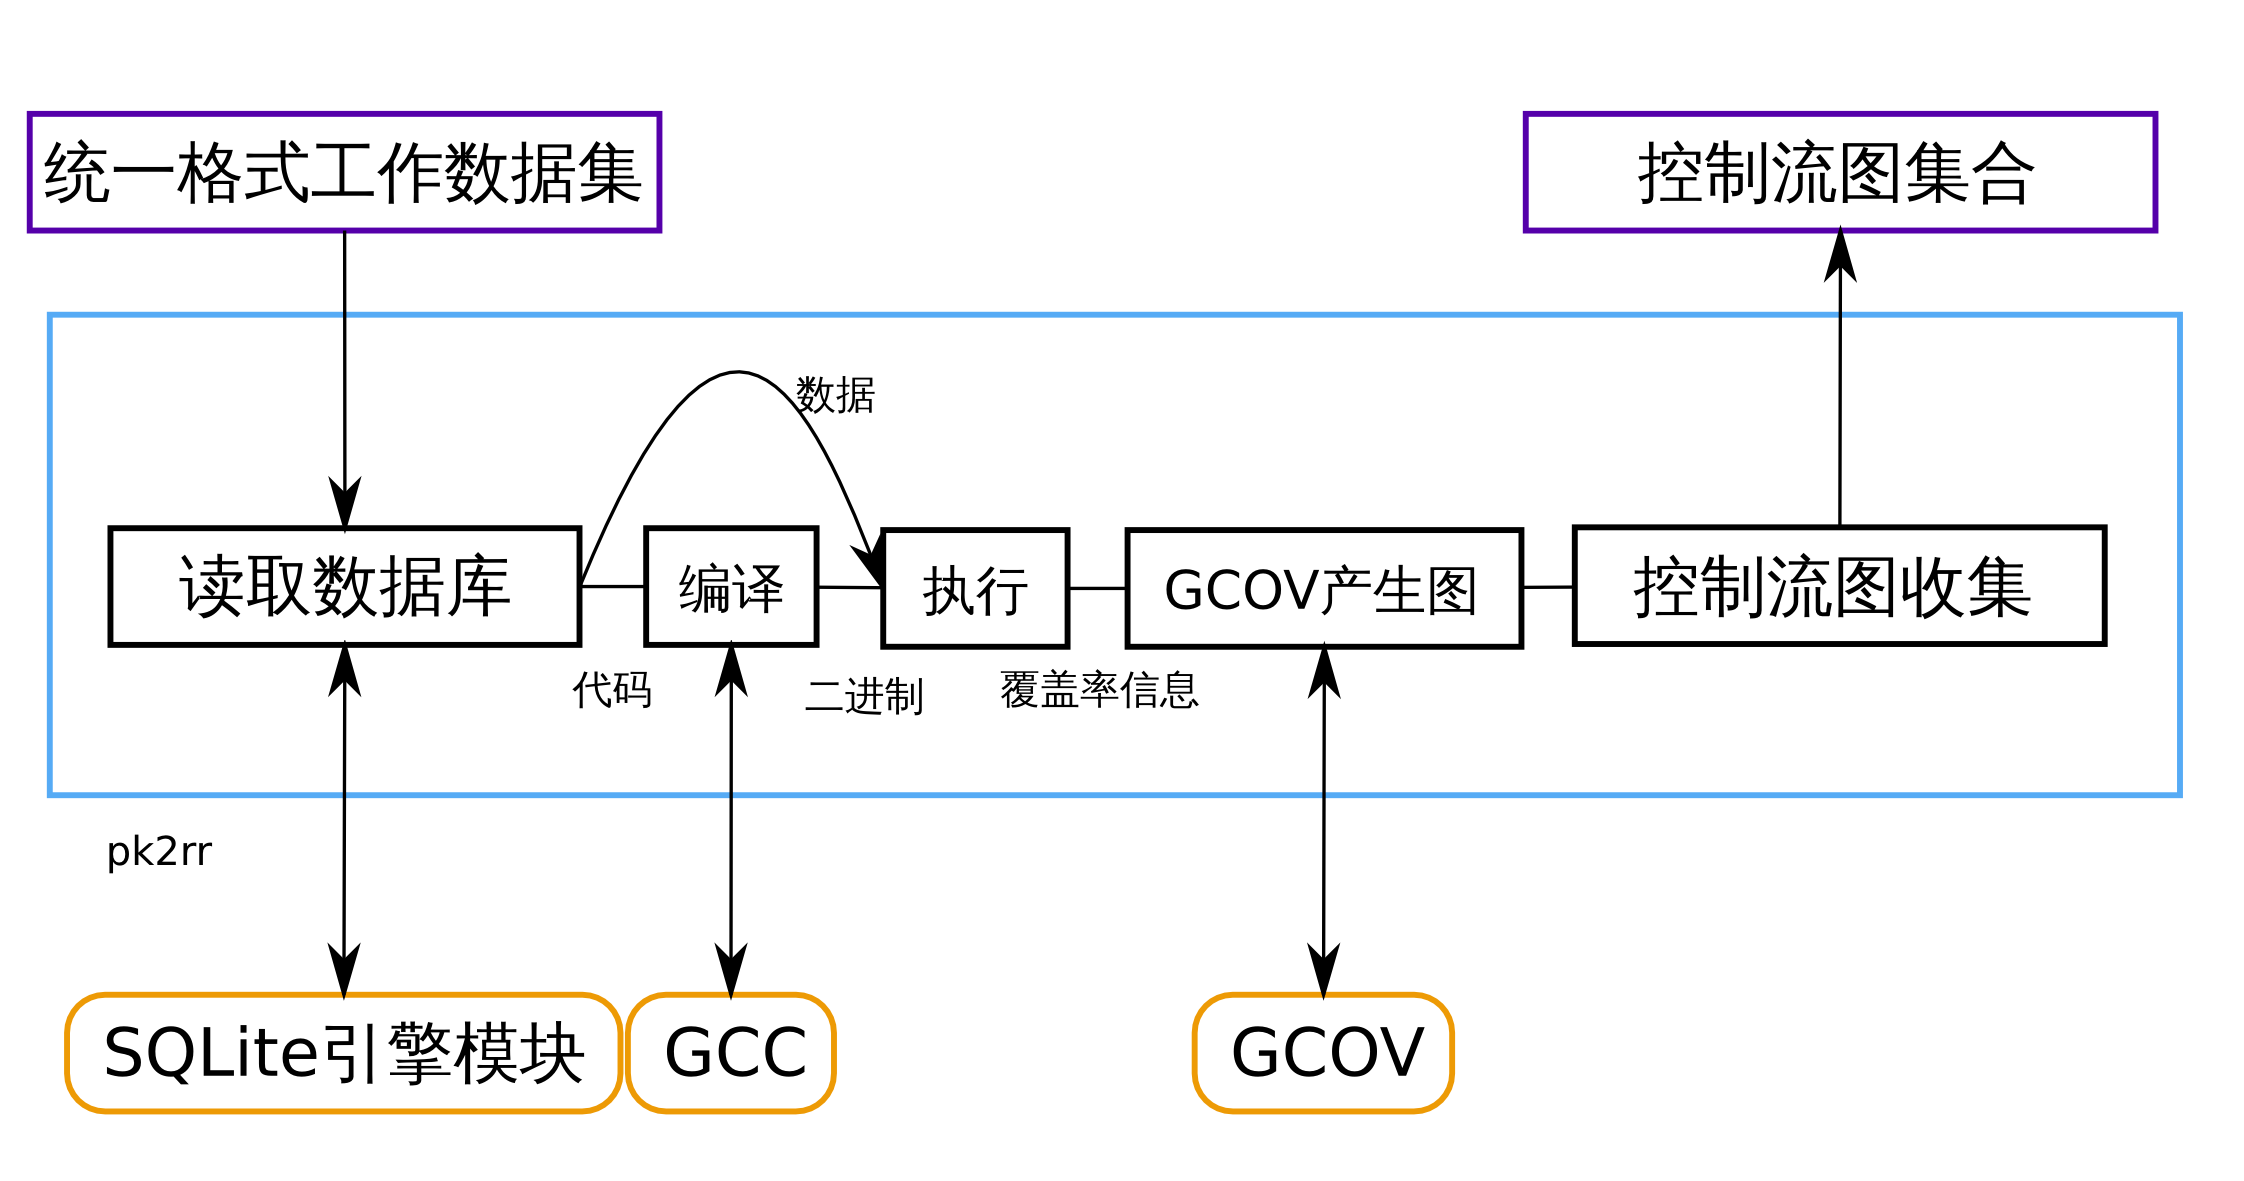 统一格式工作数据集
控制流图集合
数据
读取数据库
编译
执行
GCOV产生图
控制流图收集
代码
二进制
覆盖率信息
pk2rr
SQLite引擎模块
GCC
GCOV